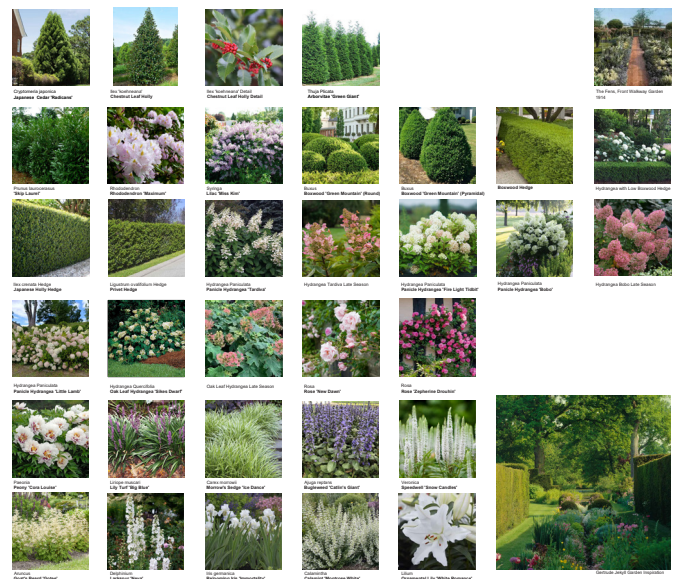 Cryptomeria japonica
Japanese Cedar 'Radicans'
Ilex 'koehneana'
Chestnut Leaf Holly
Ilex 'koehneana' Detail
Chestnut Leaf Holly Detail
Thuja Plicata
Arborvitae 'Green Giant'
The Fens, Front Walkway Garden
1914
Prunus laurocerasus
'Skip Laurel'
Rhododendron
Rhododendron 'Maximum'
Syringa
Lilac 'Miss Kim'
Buxus
Boxwood 'Green Mountain' (Round)
Buxus
Boxwood 'Green Mountain' (Pyramidal)
Boxwood Hedge
Hydrangea with Low Boxwood Hedge
Ilex crenata Hedge
Japanese Holly Hedge
Ligustrum ovalifolium Hedge
Privet Hedge
Hydrangea Paniculata
Panicle Hydrangea 'Tardiva'
Hydrangea Tardiva Late Season
Hydrangea Paniculata
Panicle Hydrangea 'Fire Light Tidbit'
Hydrangea Paniculata
Panicle Hydrangea 'Bobo'
Hydrangea Bobo Late Season
Hydrangea Paniculata
Panicle Hydrangea 'Little Lamb'
Hydrangea Quercifolia
Oak Leaf Hydrangea 'Sikes Dwarf'
Oak Leaf Hydrangea Late Season
Rosa
Rose 'New Dawn'
Rosa
Rose 'Zepherine Drouhin'
Paeonia
Peony 'Cora Louise'
Liriope muscari
Lily Turf 'Big Blue'
Carex morrowii
Morrow's Sedge 'Ice Dance'
Ajuga reptans
Bugleweed 'Catlin's Giant'
Veronica
Speedwell 'Snow Candles'
Aruncus
Delphinium
Iris germanica
Calamintha
Lilium
Gertrude Jekyll Garden Inspiration